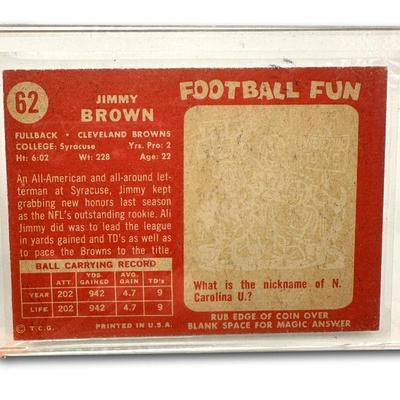 62
JIMMY
BROWN
FULLBACK • CLEVELAND BROWNS
COLLEGE: Syracuse Yrs. Pro: 2
Ht: 6:02 Wt: 228 Age: 22
An All-American and all-around let-
terman at Syracuse, Jimmy kept
grabbing new honors last season
as the NFL's outstanding rookie. All
Jimmy did was to lead the league
in yards gained and TD's as well as
to pace the Browns to the title.
BALL CARRYING RECORD
ATT. YDS. GAINED AVG. GAIN TD's
YEAR 202 942 4.7 9
LIFE 202 942 4.7 9
© T.C.G. PRINTED IN U.S.A.
FOOTBALL FUN
What is the nickname of N.
Carolina U.?
RUB EDGE OF COIN OVER
BLANK SPACE FOR MAGIC ANSWER